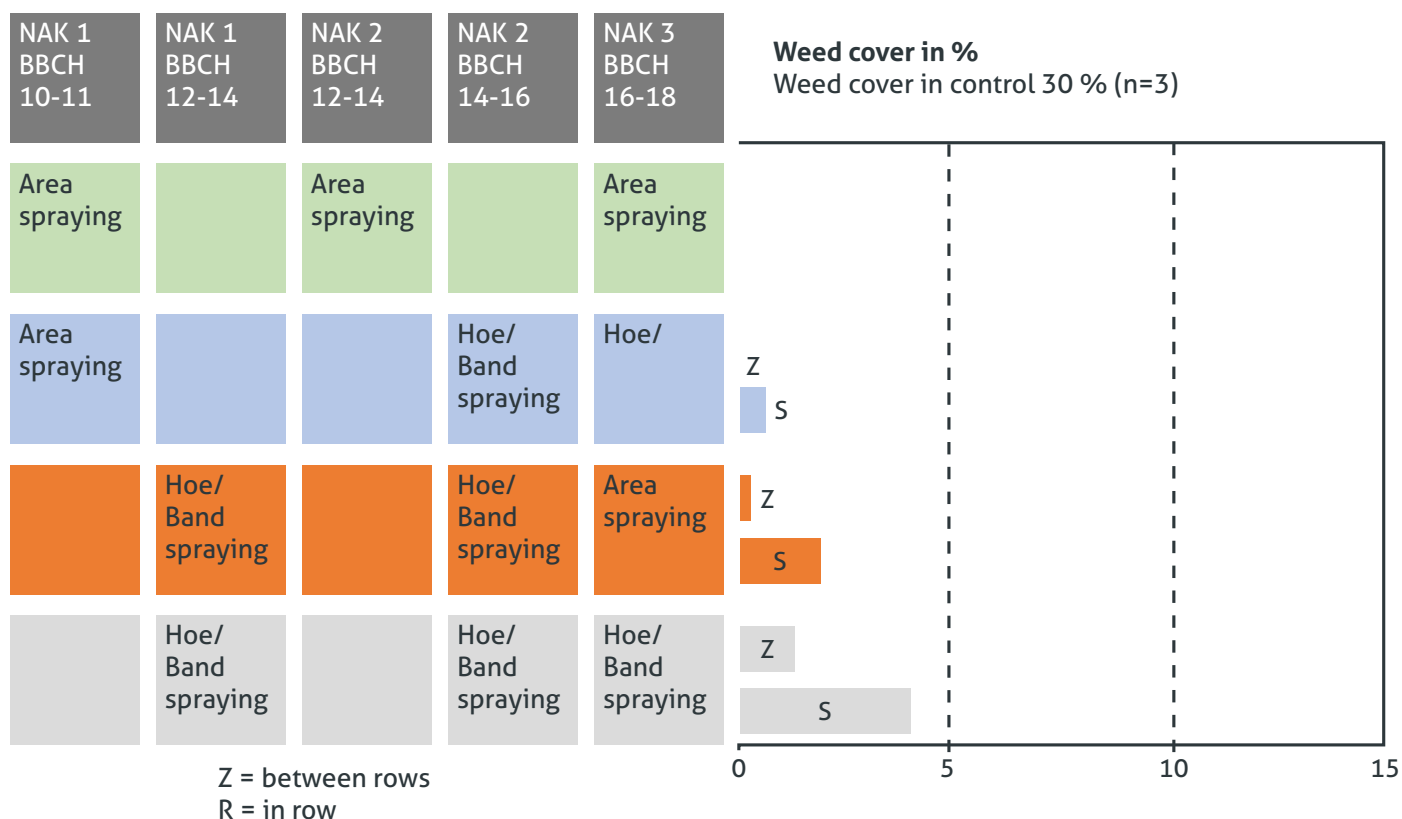 NAK 1
BBCH
10-11
NAK 1
BBCH
12-14
NAK 2
BBCH
12-14
NAK 2
BBCH
14-16
NAK 3
BBCH
16-18
Weed cover in %
Weed cover in control 30 % (n=3)
Area
spraying
Area
spraying
Area
spraying
Area
spraying
Hoe/
Band
spraying
Hoe/
Z
S
Hoe/
Band
spraying
Hoe/
Band
spraying
Area
spraying
Z
S
Hoe/
Band
spraying
Hoe/
Band
spraying
Hoe/
Band
spraying
Z
S
0
5
10
15
Z = between rows
R = in row